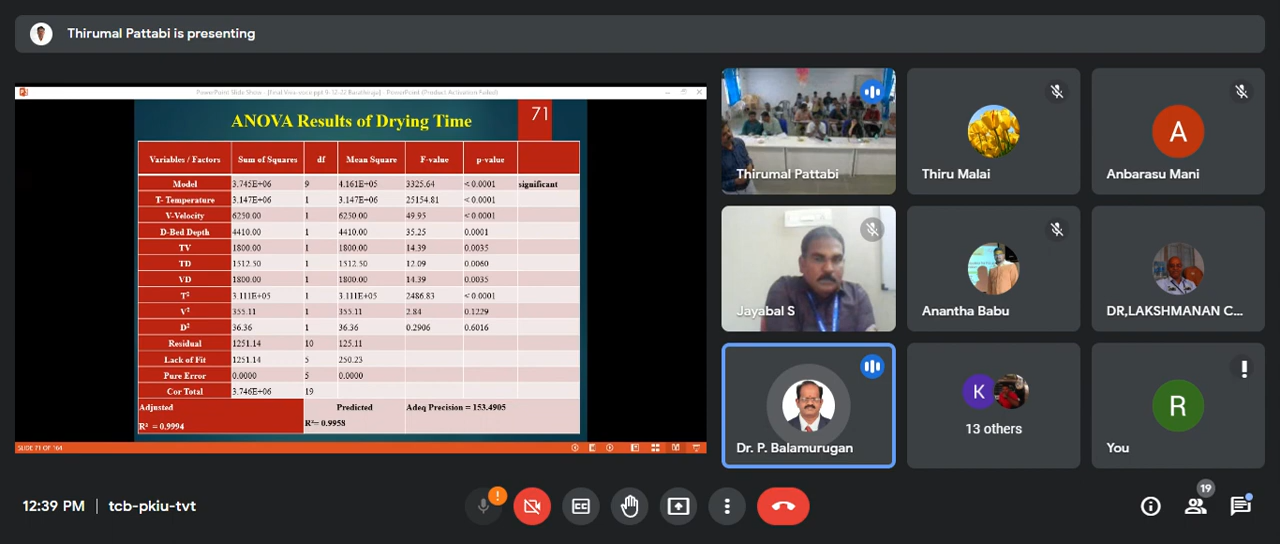 Thirumal Pattabi is presenting
71
ANOVA Results of Drying Time
Variables / Factors Sum of Squares df Mean Square F-value p-value
Model 3.745E+06 9 4.161E+05 3325.64 < 0.0001 significant
T- Temperature 3.147E+06 1 3.147E+06 25154.81 < 0.0001
V-Velocity 6250.00 1 6250.00 49.95 < 0.0001
D-Bed Depth 4410.00 1 4410.00 35.25 0.0001
TV 1800.00 1 1800.00 14.39 0.0035
TD 1512.50 1 1512.50 12.09 0.0060
VD 1800.00 1 1800.00 14.39 0.0035
T² 3.111E+05 1 3.111E+05 2486.83 < 0.0001
V² 355.11 1 355.11 2.84 0.1229
D² 36.36 1 36.36 0.2906 0.6016
Residual 1251.14 10 125.11
Lack of Fit 1251.14 5 250.23
Pure Error 0.0000 5 0.0000
Cor Total 3.746E+06 19
Adjusted Predicted Adeq Precision = 153.4905
R² = 0.9994 R²= 0.9958
SLIDE 71 OF 164
Thirumal Pattabi
Thiru Malai
A
Anbarasu Mani
Jayabal S
Anantha Babu
DR,LAKSHMANAN C...
Dr. P. Balamurugan
K
13 others
R
You
12:39 PM | tcb-pkiu-tvt
CC
19